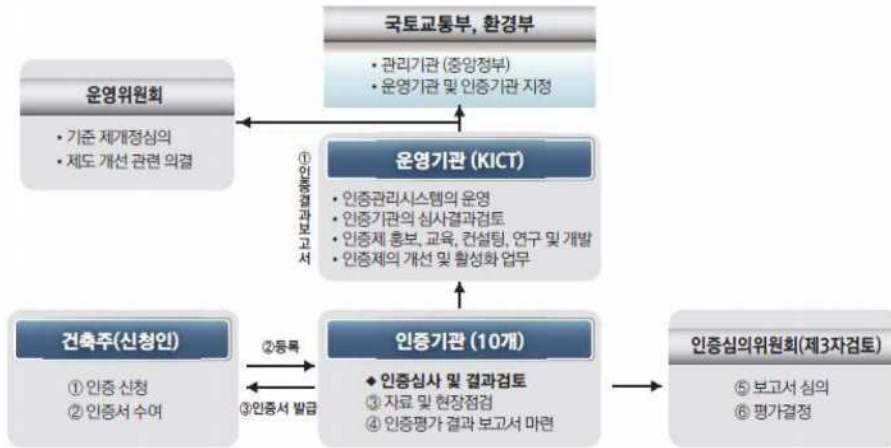 국토교통부, 환경부
• 관리기관 (중앙정부)
• 운영기관 및 인증기관 지정
운영위원회
• 기준 제개정심의
• 제도 개선 관련 의결
①인증결과보고서
운영기관 (KICT)
• 인증관리시스템의 운영
• 인증기관의 심사결과검토
• 인증제 홍보, 교육, 컨설팅, 연구 및 개발
• 인증제의 개선 및 활성화 업무
건축주(신청인)
① 인증 신청
② 인증서 수여
②등록
③인증서 발급
인증기관 (10개)
◆ 인증심사 및 결과검토
③ 자료 및 현장점검
④ 인증평가 결과 보고서 마련
인증심의위원회(제3자검토)
⑤ 보고서 심의
⑥ 평가결정